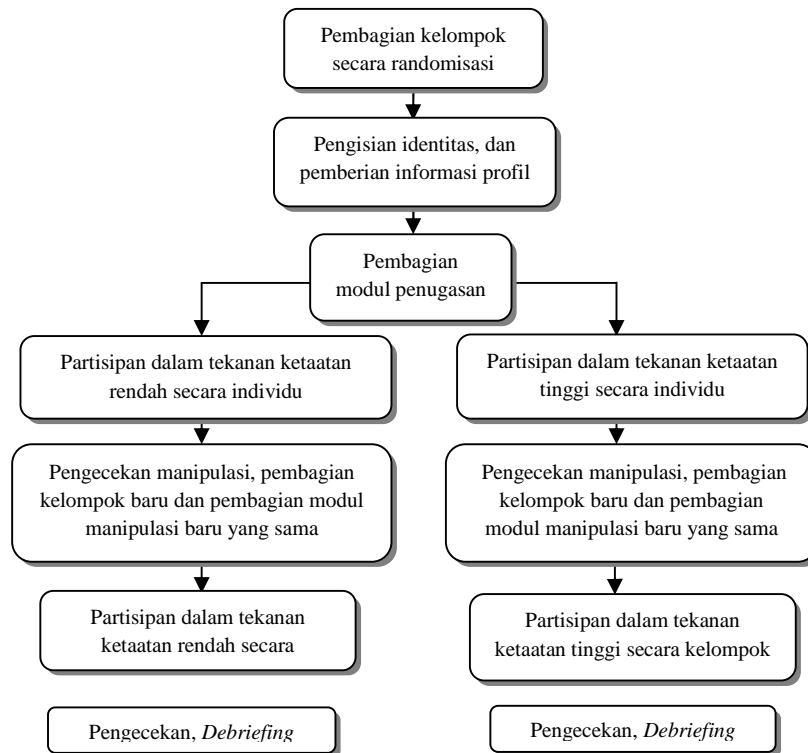 Pembagian kelompok
secara randomisasi
Pengisian identitas, dan
pemberian informasi profil
Pembagian
modul penugasan
Partisipan dalam tekanan ketaatan
rendah secara individu
Pengecekan manipulasi, pembagian
kelompok baru dan pembagian modul
manipulasi baru yang sama
Partisipan dalam tekanan
ketaatan rendah secara
Pengecekan, Debriefing
Partisipan dalam tekanan ketaatan
tinggi secara individu
Pengecekan manipulasi, pembagian
kelompok baru dan pembagian
modul manipulasi baru yang sama
Partisipan dalam tekanan
ketaatan tinggi secara kelompok
Pengecekan, Debriefing